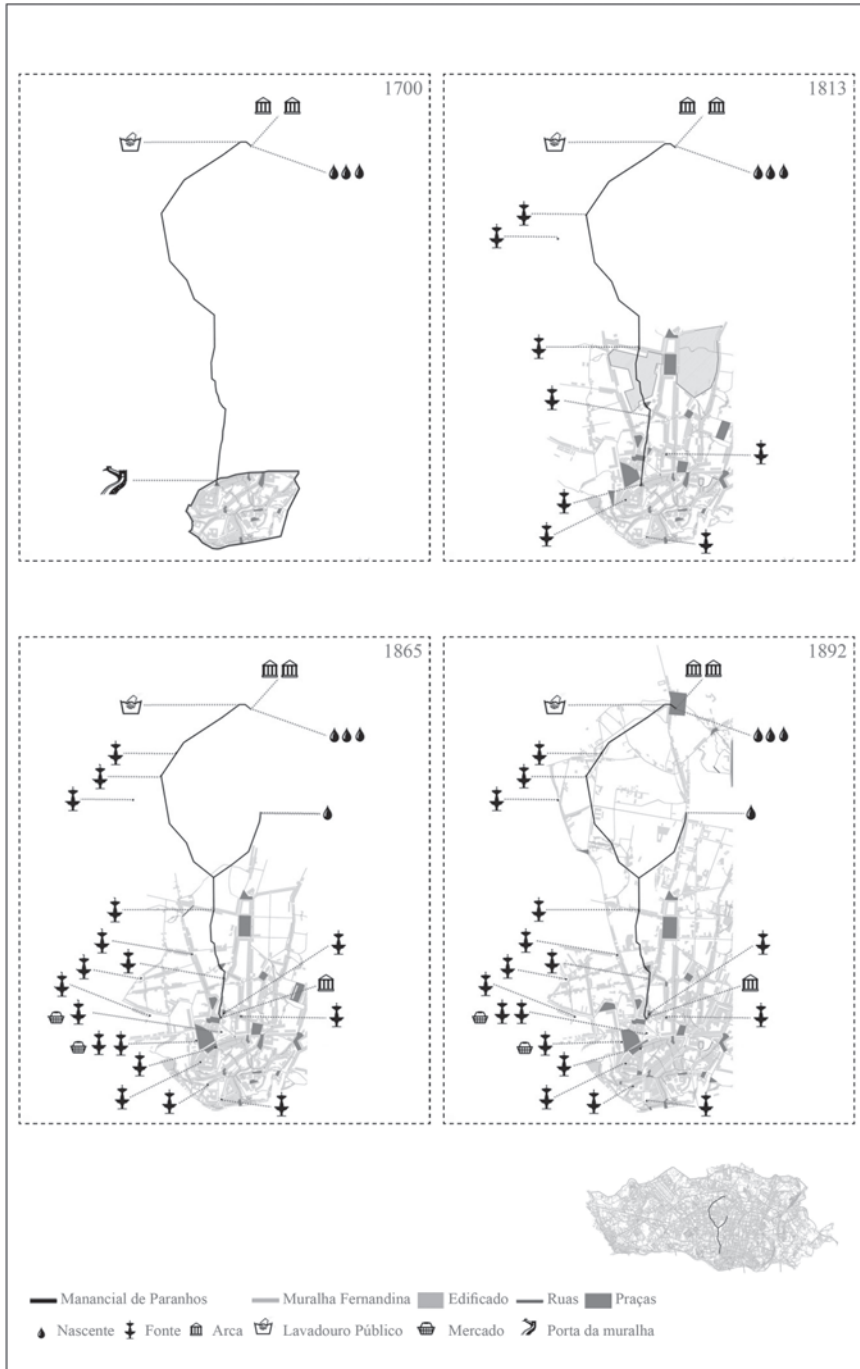 1700
1813
1865
1892
Manancial de Paranhos Muralha Fernandina Edificado Ruas Praças
Nascente Fonte Arca Lavadouro Público Mercado Porta da muralha